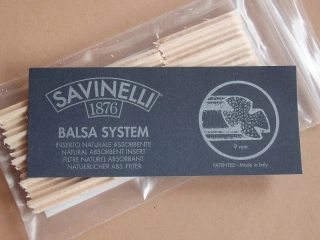 SAVINELLI
1876
BALSA SYSTEM
INSERTO NATURALE ASSORBENTE
NATURAL ABSORBENT INSERT
FILTRE NATUREL ABSORBANT
NATUERLICHER ABS. FILTER
9 mm.
PATENTED - Made in Italy